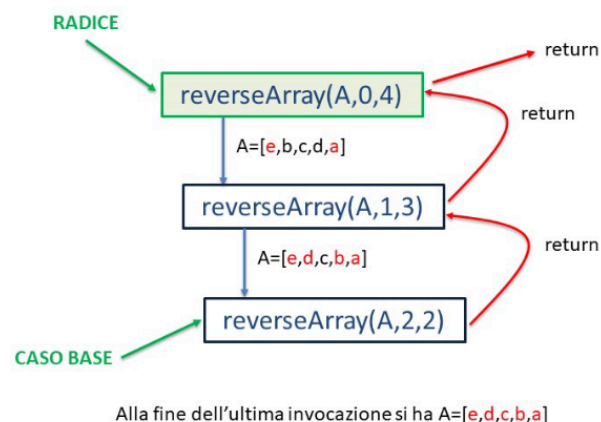 RADICE
return
reverseArray(A,0,4)
return
A=[e,b,c,d,a]
reverseArray(A,1,3)
return
A=[e,d,c,b,a]
reverseArray(A,2,2)
CASO BASE
Alla fine dell'ultima invocazione si ha A=[e,d,c,b,a]